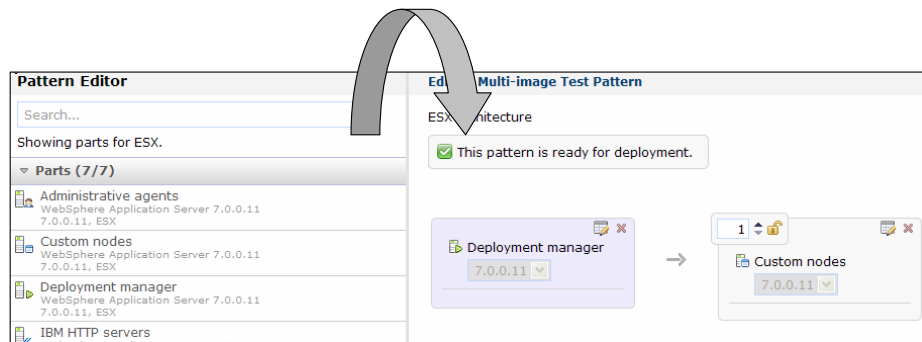 Pattern Editor
Search...
Showing parts for ESX.
Parts (7/7)
Administrative agents
WebSphere Application Server 7.0.0.11
7.0.0.11, ESX
Custom nodes
WebSphere Application Server 7.0.0.11
7.0.0.11, ESX
Deployment manager
WebSphere Application Server 7.0.0.11
7.0.0.11, ESX
IBM HTTP servers
Multi-image Test Pattern
ESX
This pattern is ready for deployment.
Deployment manager
7.0.0.11
1
Custom nodes
7.0.0.11